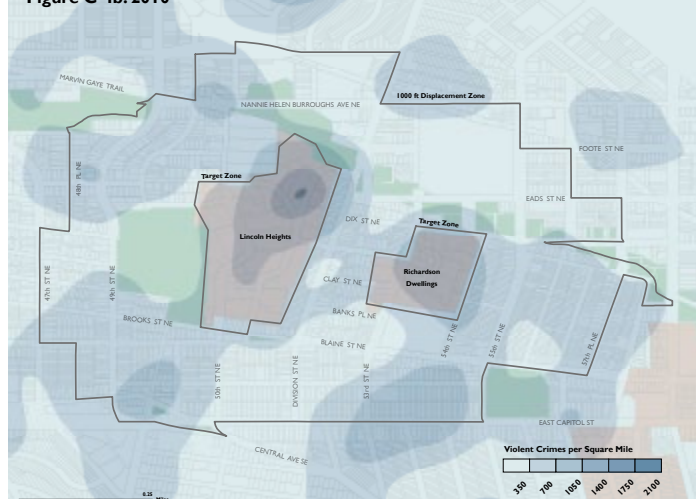 Figure C-4b. 2010
MARVIN GAYE TRAIL
NANNIE HELEN BURROUGHS AVE NE
1000 ft Displacement Zone
FOOTE ST NE
48th PL NE
Target Zone
EADS ST NE
DIX ST NE
Target Zone
Lincoln Heights
Richardson
Dwellings
47th ST NE
49th ST NE
CLAY ST NE
BANKS PL NE
BROOKS ST NE
BLAINE ST NE
54th ST NE
55th ST NE
57th PL NE
50th ST NE
DIVISION ST NE
53rd ST NE
EAST CAPITOL ST
CENTRAL AVE SE
Violent Crimes per Square Mile
350 700 1050 1400 1750 2100
0.25